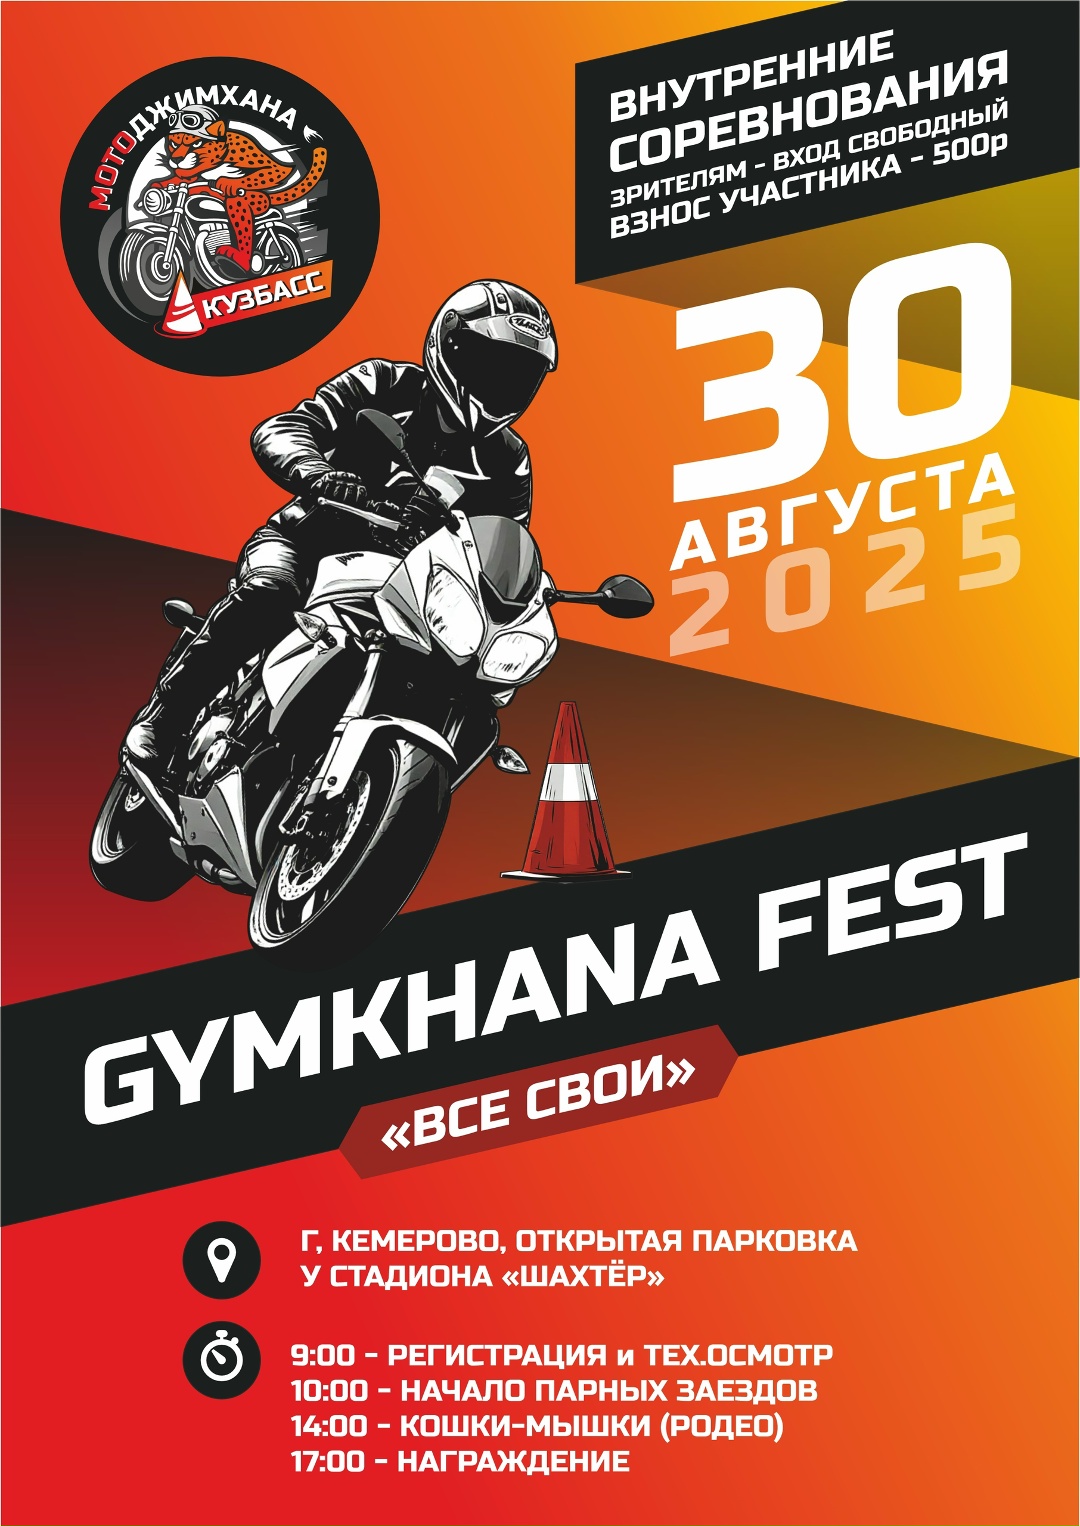 МОТОДЖИМХАНА
КУЗБАСС
ВНУТРЕННИЕ
СОРЕВНОВАНИЯ
ЗРИТЕЛЯМ - ВХОД СВОБОДНЫЙ
ВЗНОС УЧАСТНИКА - 500р
30
АВГУСТА
2025
GYMKHANA FEST
«ВСЕ СВОИ»
Г, КЕМЕРОВО, ОТКРЫТАЯ ПАРКОВКА
У СТАДИОНА «ШАХТЁР»
9:00 - РЕГИСТРАЦИЯ и ТЕХ.ОСМОТР
10:00 - НАЧАЛО ПАРНЫХ ЗАЕЗДОВ
14:00 - КОШКИ-МЫШКИ (РОДЕО)
17:00 - НАГРАЖДЕНИЕ